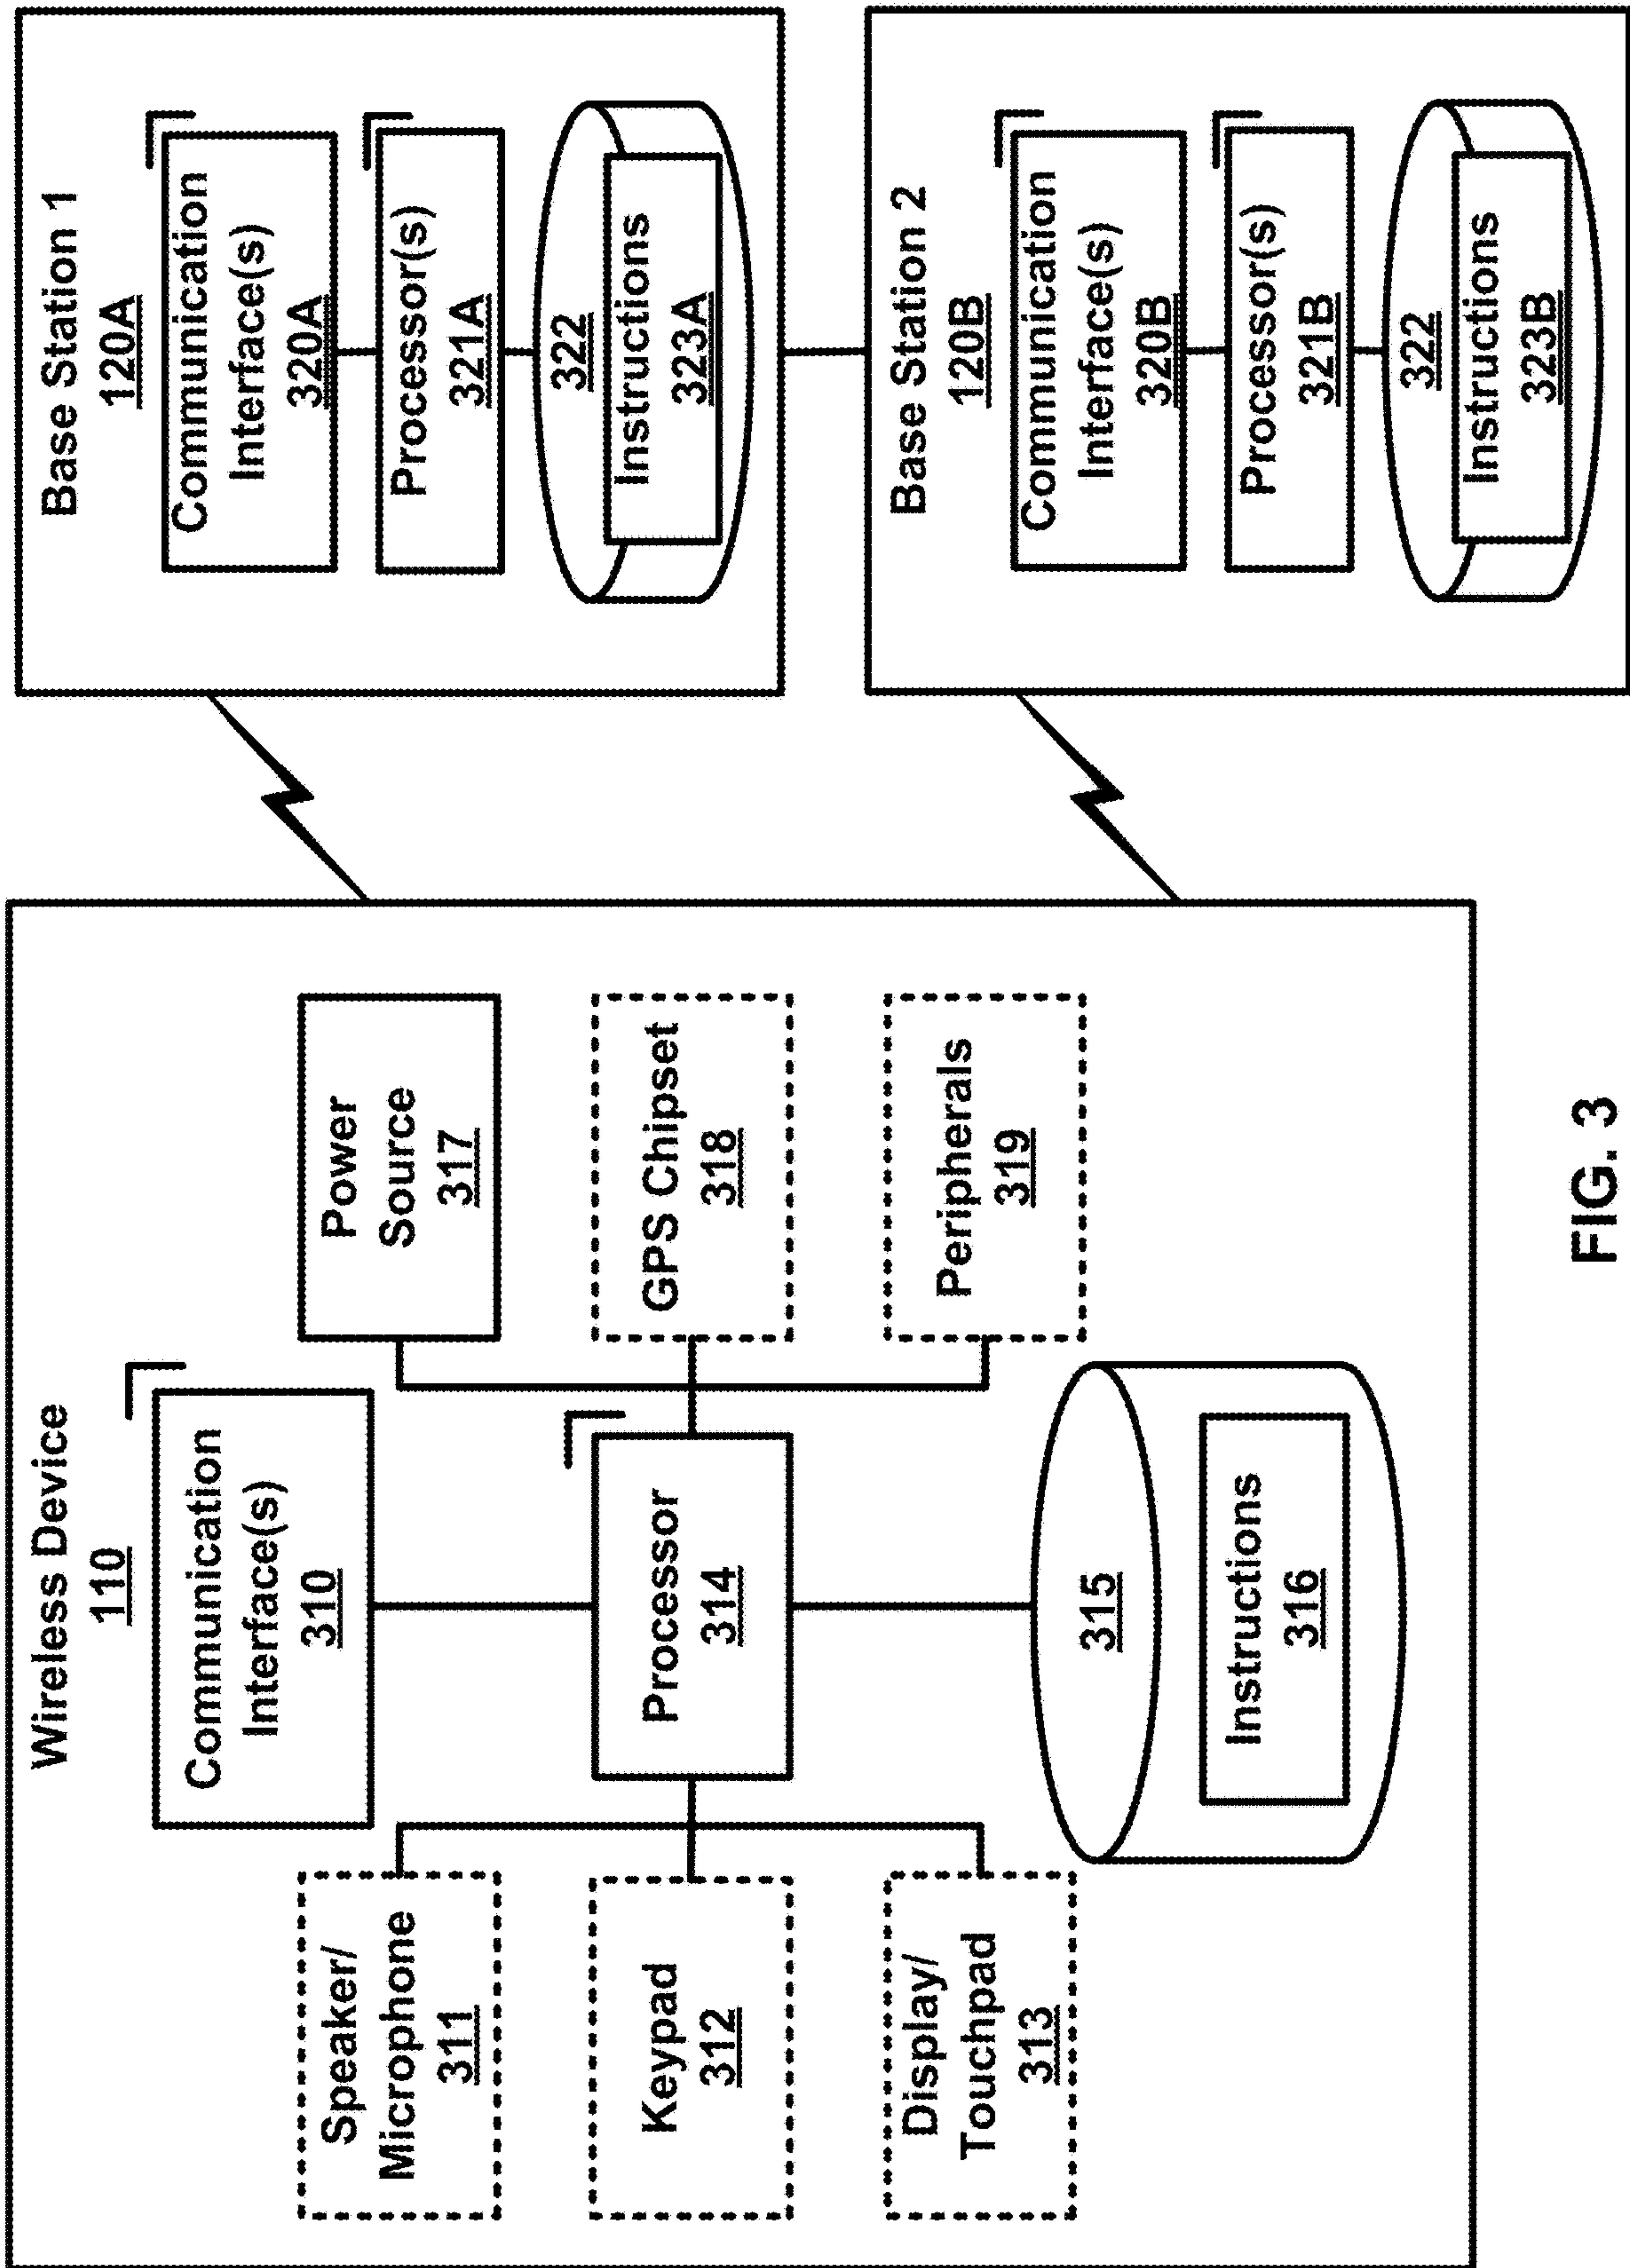 Wireless Device
110
Communication
Interface(s)
310
Speaker/
Microphone
311
Power
Source
317
Keypad
312
Processor
314
GPS Chipset
318
Display/
Touchpad
313
Peripherals
319
315
Instructions
316
Base Station 1
120A
Communication
Interface(s)
320A
Processor(s)
321A
322
Instructions
323A
Base Station 2
120B
Communication
Interface(s)
320B
Processor(s)
321B
322
Instructions
323B
FIG. 3